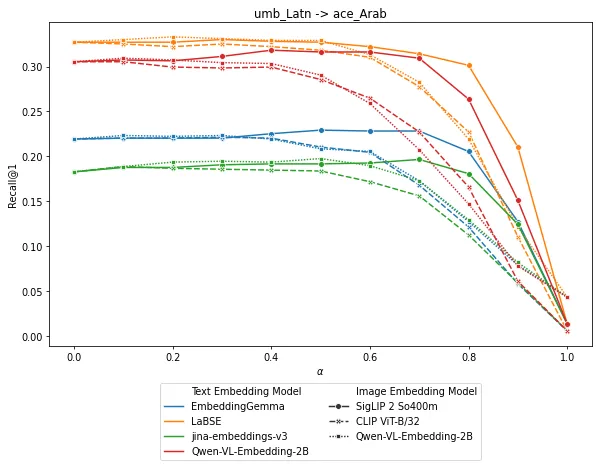 umb_Latn -> ace_Arab
Recall@1
0.30
0.25
0.20
0.15
0.10
0.05
0.00
0.0 0.2 0.4 0.6 0.8 1.0
α
Text Embedding Model Image Embedding Model
EmbeddingGemma SigLIP 2 So400m
LaBSE CLIP ViT-B/32
jina-embeddings-v3 Qwen-VL-Embedding-2B
Qwen-VL-Embedding-2B